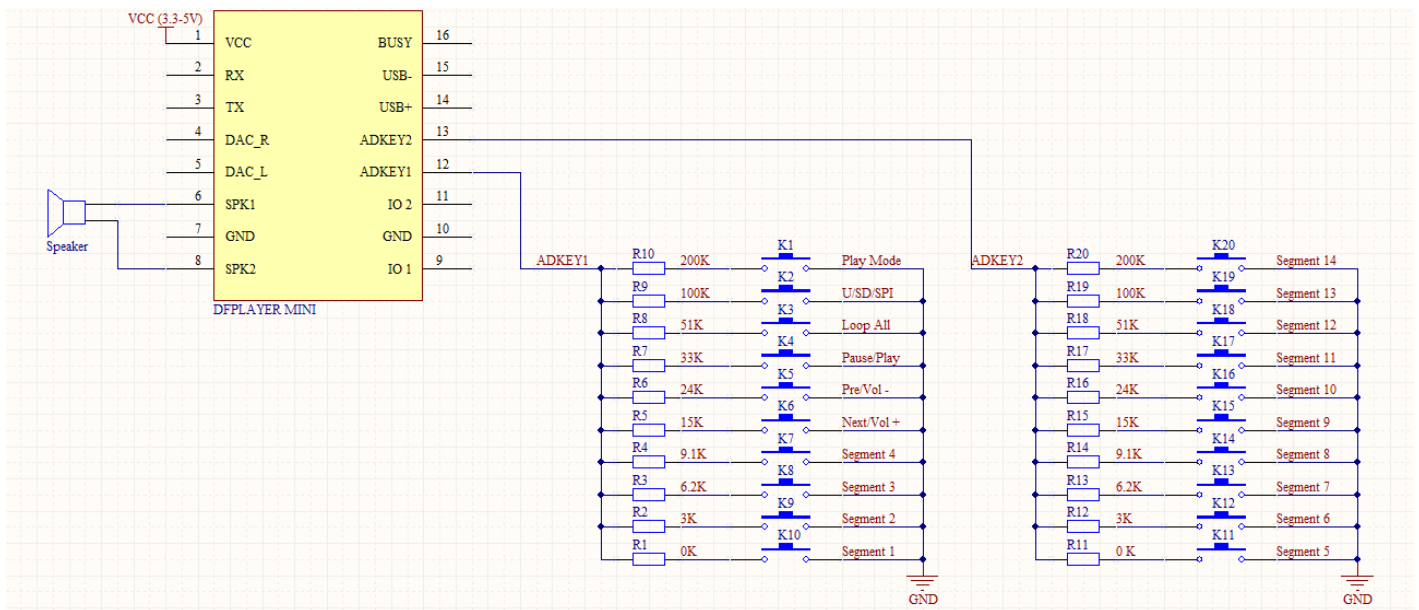 VCC (3.3-5V)
1 VCC BUSY 16
2 RX USB- 15
3 TX USB+ 14
4 DAC_R ADKEY2 13
5 DAC_L ADKEY1 12
6 SPK1 IO 2 11
7 GND GND 10
8 SPK2 IO 1 9
Speaker
DFPLAYER MINI
ADKEY1
R10 200K K1 Play Mode
R9 100K K2 U/SD/SPI
R8 51K K3 Loop All
R7 33K K4 Pause/Play
R6 24K K5 Pre/Vol -
R5 15K K6 Next/Vol +
R4 9.1K K7 Segment 4
R3 6.2K K8 Segment 3
R2 3K K9 Segment 2
R1 0K K10 Segment 1
GND
ADKEY2
R20 200K K20 Segment 14
R19 100K K19 Segment 13
R18 51K K18 Segment 12
R17 33K K17 Segment 11
R16 24K K16 Segment 10
R15 15K K15 Segment 9
R14 9.1K K14 Segment 8
R13 6.2K K13 Segment 7
R12 3K K12 Segment 6
R11 0 K K11 Segment 5
GND